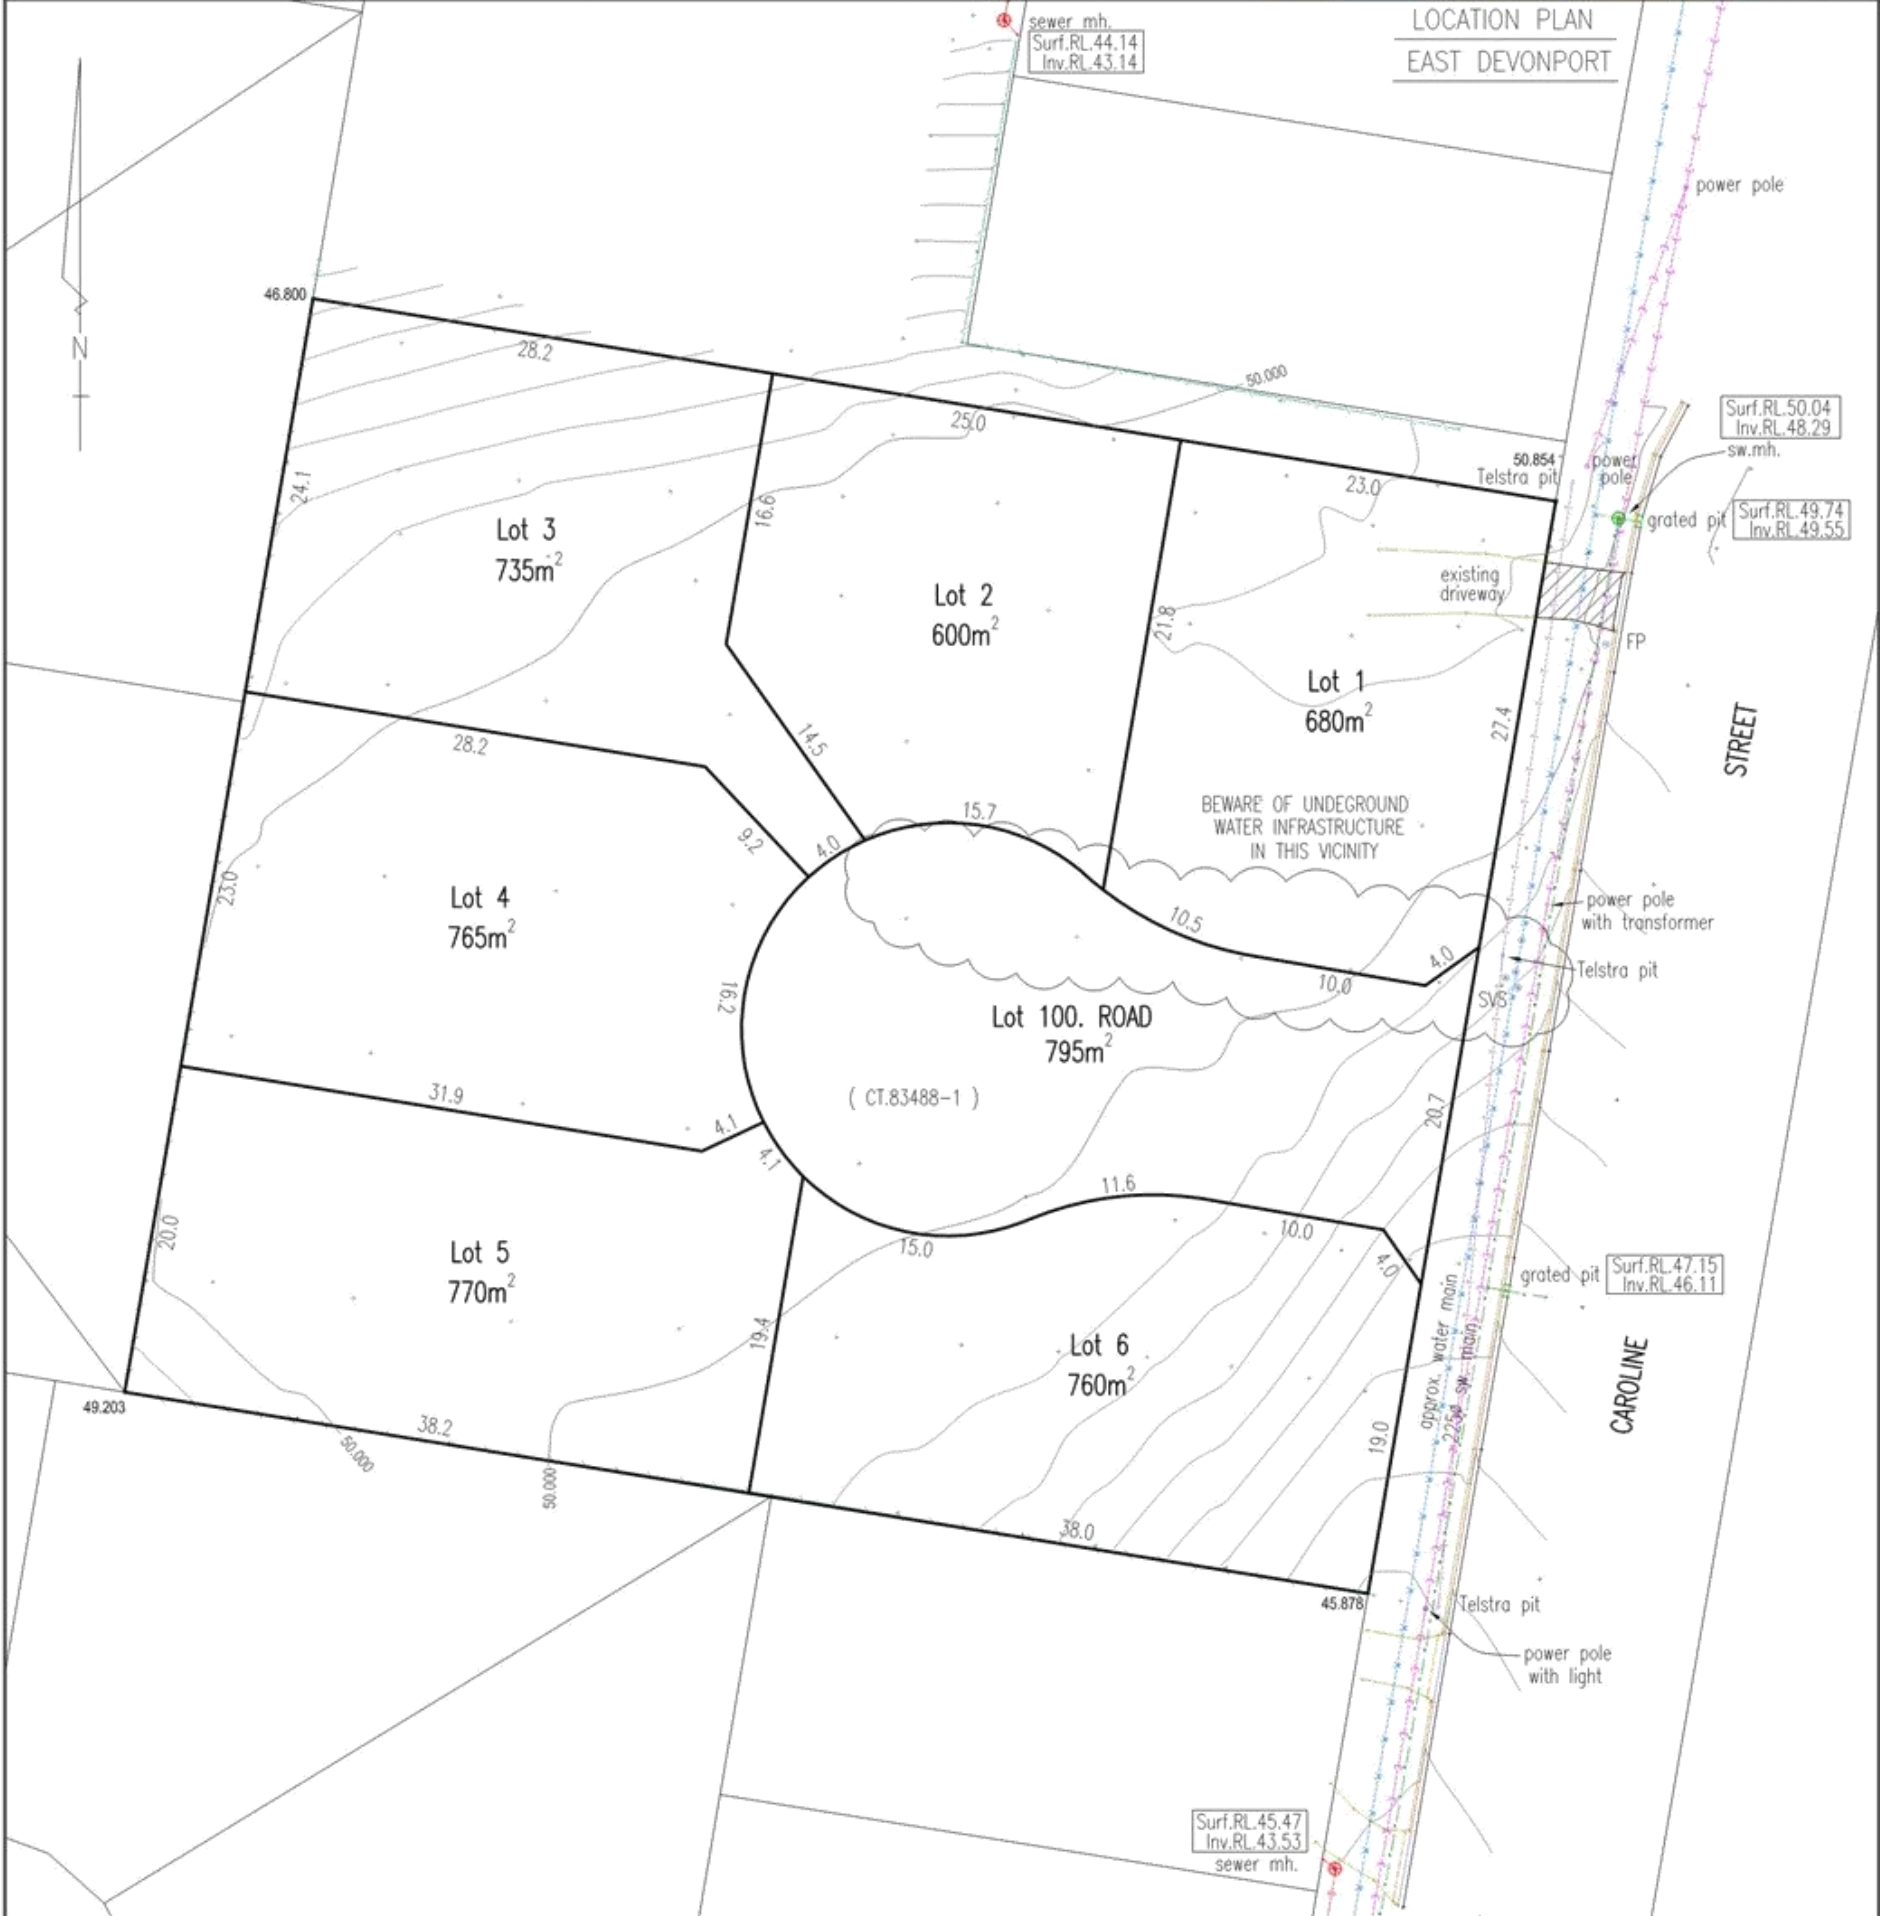 LOCATION PLAN
EAST DEVONPORT
sewer mh.
Surf.RL.44.14
Inv.RL.43.14
power pole
N
46.800
28.2
25.0
50.000
23.0
50.854
Telstra pit
power
pole
Surf.RL.50.04
Inv.RL.48.29
sw.mh.
grated pit
Surf.RL.49.74
Inv.RL.49.55
24.1
Lot 3
735m²
16.6
Lot 2
600m²
21.8
existing
driveway
FP
Lot 1
680m²
27.4
STREET
28.2
14.5
9.2
4.0
15.7
BEWARE OF UNDEGROUND
WATER INFRASTRUCTURE
IN THIS VICINITY
23.0
Lot 4
765m²
10.5
10.0
4.0
power pole
with transformer
Telstra pit
SVS
16.2
Lot 100. ROAD
795m²
( CT.83488-1 )
31.9
4.1
4.1
20.7
11.6
10.0
4.0
15.0
20.0
Lot 5
770m²
19.4
Lot 6
760m²
grated pit
Surf.RL.47.15
Inv.RL.46.11
approx. water main
225ø sw. main
CAROLINE
19.0
49.203
38.2
50.000
50.000
38.0
45.878
Telstra pit
power pole
with light
Surf.RL.45.47
Inv.RL.43.53
sewer mh.